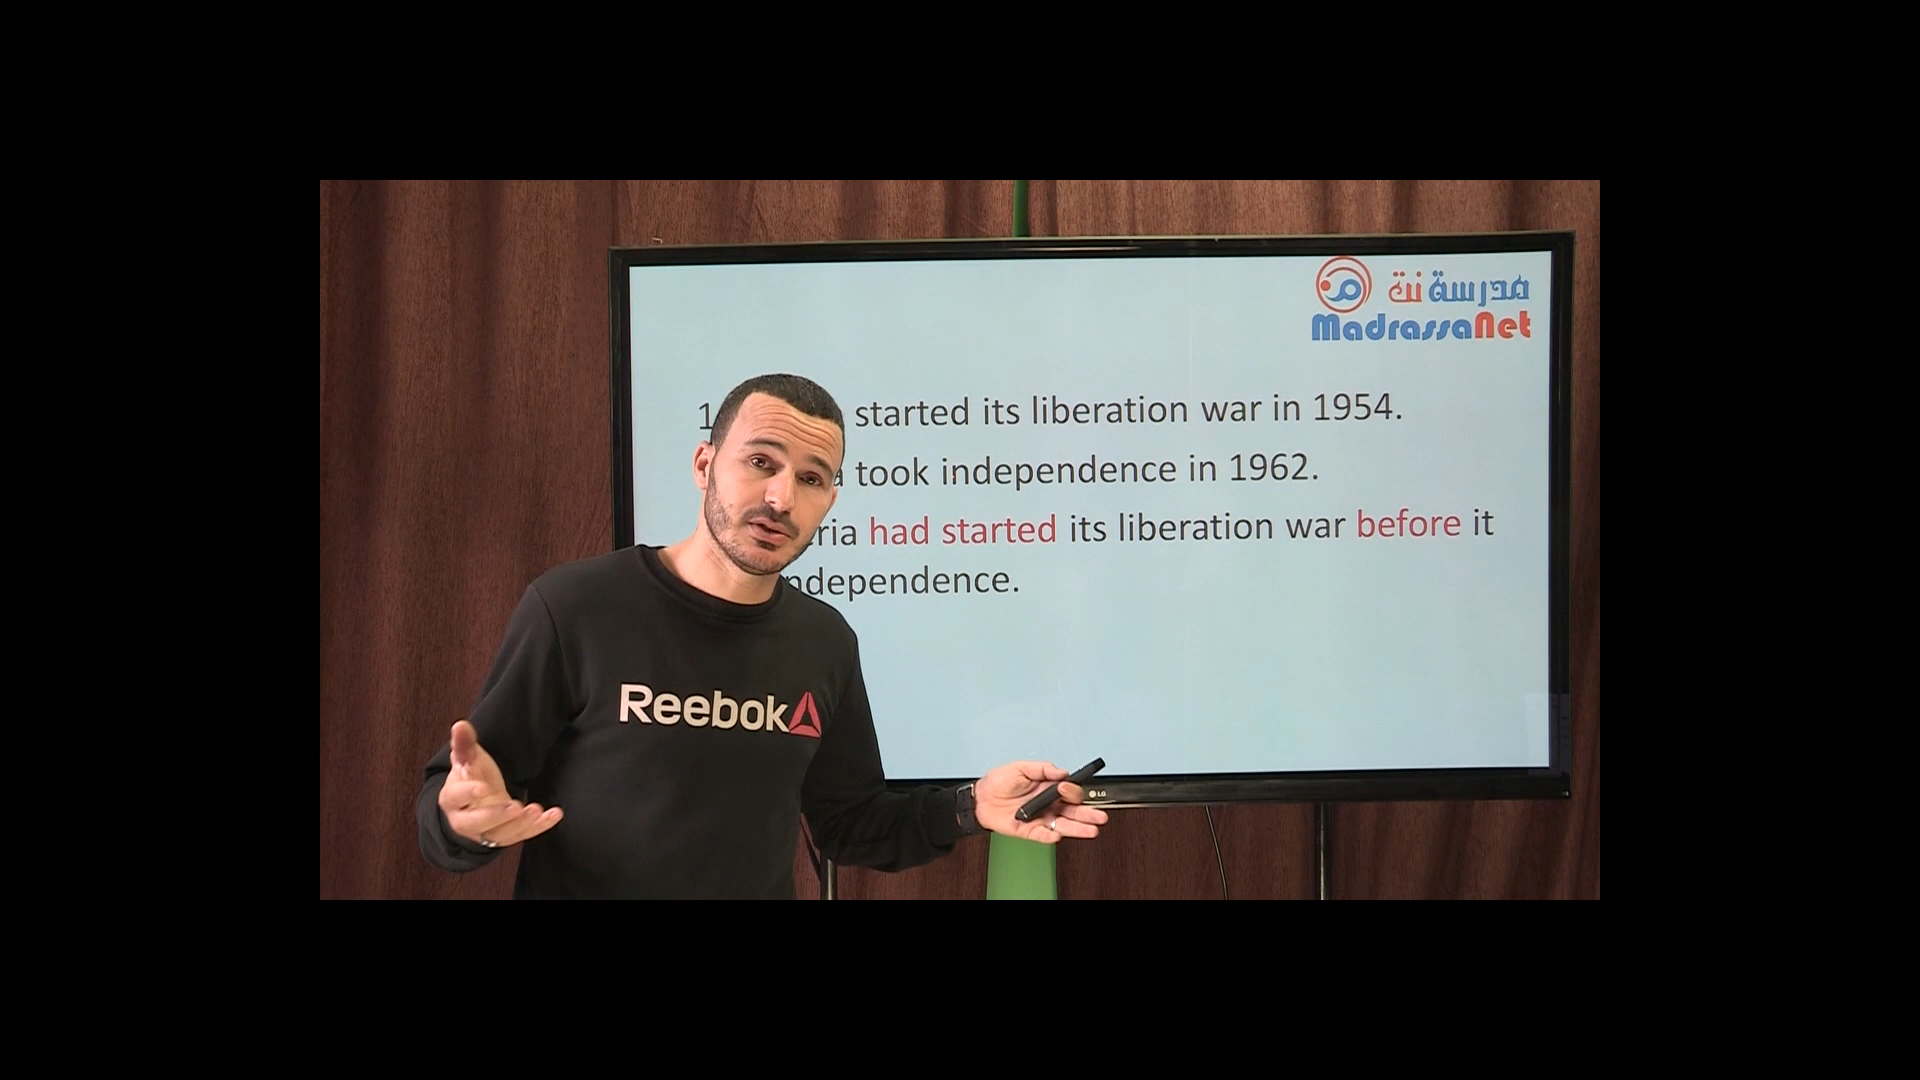 مدرسة نت
MadrassaNet
started its liberation war in 1954.
took independence in 1962.
had started its liberation war before it
independence.
Reebok
LG